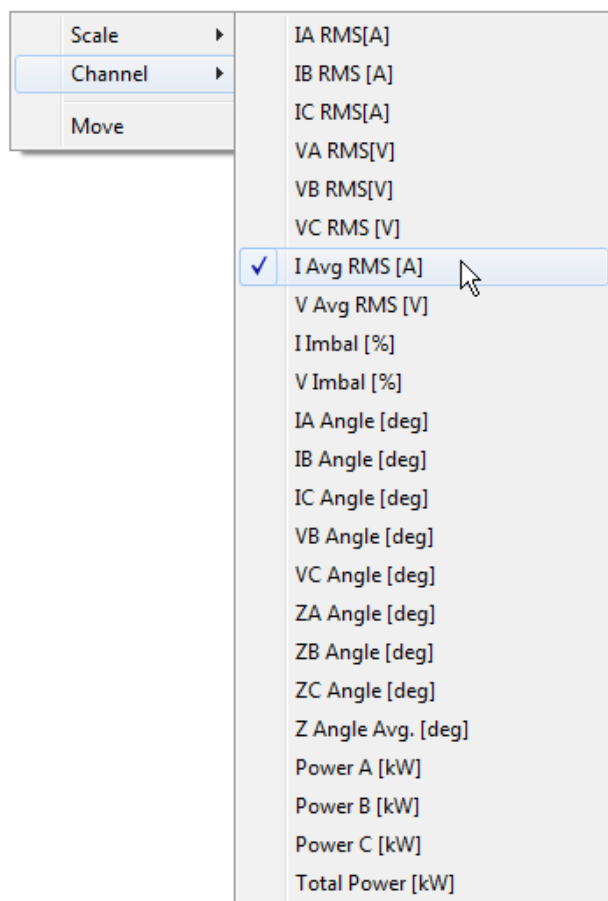 Scale
Channel
Move
IA RMS[A]
IB RMS [A]
IC RMS[A]
VA RMS[V]
VB RMS[V]
VC RMS [V]
I Avg RMS [A]
V Avg RMS [V]
I Imbal [%]
V Imbal [%]
IA Angle [deg]
IB Angle [deg]
IC Angle [deg]
VB Angle [deg]
VC Angle [deg]
ZA Angle [deg]
ZB Angle [deg]
ZC Angle [deg]
Z Angle Avg. [deg]
Power A [kW]
Power B [kW]
Power C [kW]
Total Power [kW]